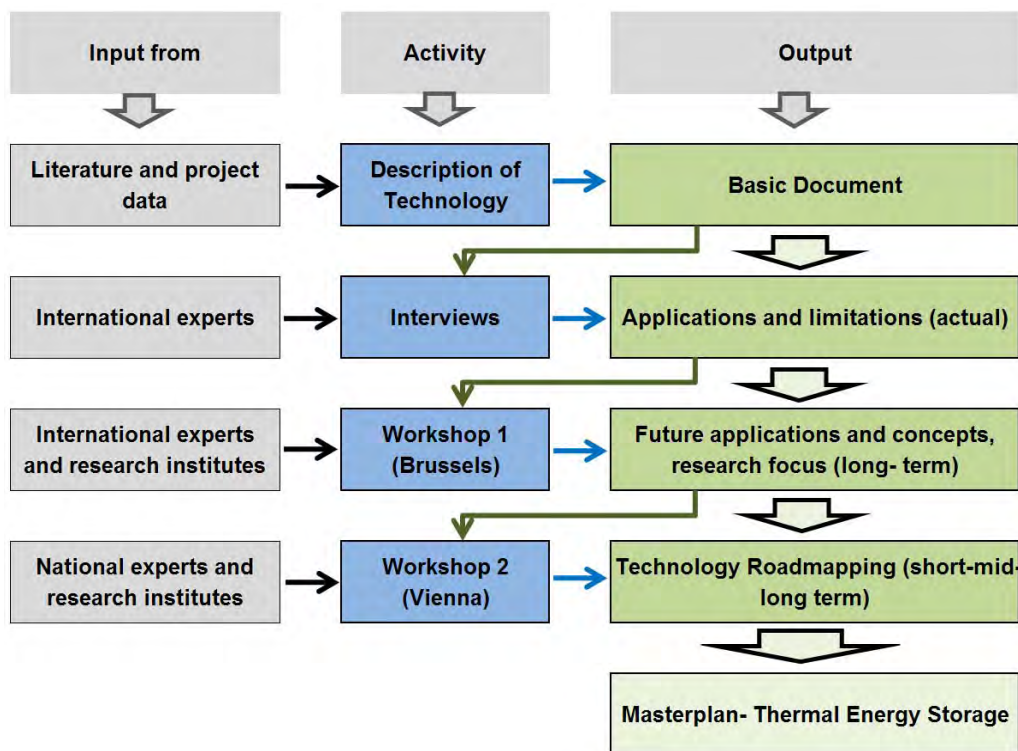 Input from
Activity
Output
Literature and project
data
Description of
Technology
Basic Document
International experts
Interviews
Applications and limitations (actual)
International experts
and research institutes
Workshop 1
(Brussels)
Future applications and concepts,
research focus (long- term)
National experts and
research institutes
Workshop 2
(Vienna)
Technology Roadmapping (short-mid-
long term)
Masterplan- Thermal Energy Storage